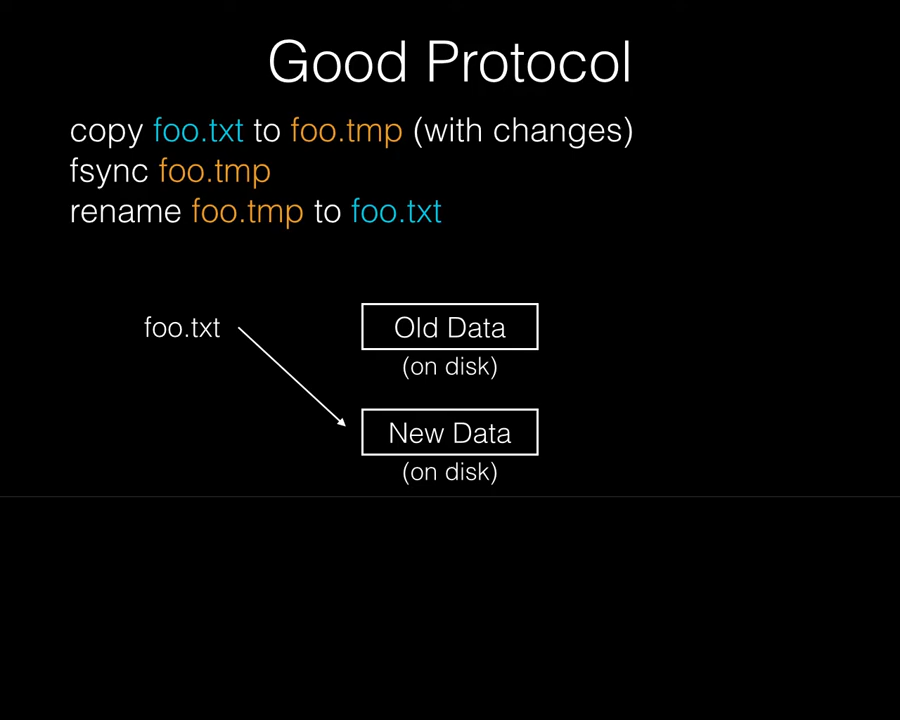 Good Protocol
copy foo.txt to foo.tmp (with changes)
fsync foo.tmp
rename foo.tmp to foo.txt
foo.txt
Old Data
(on disk)
New Data
(on disk)